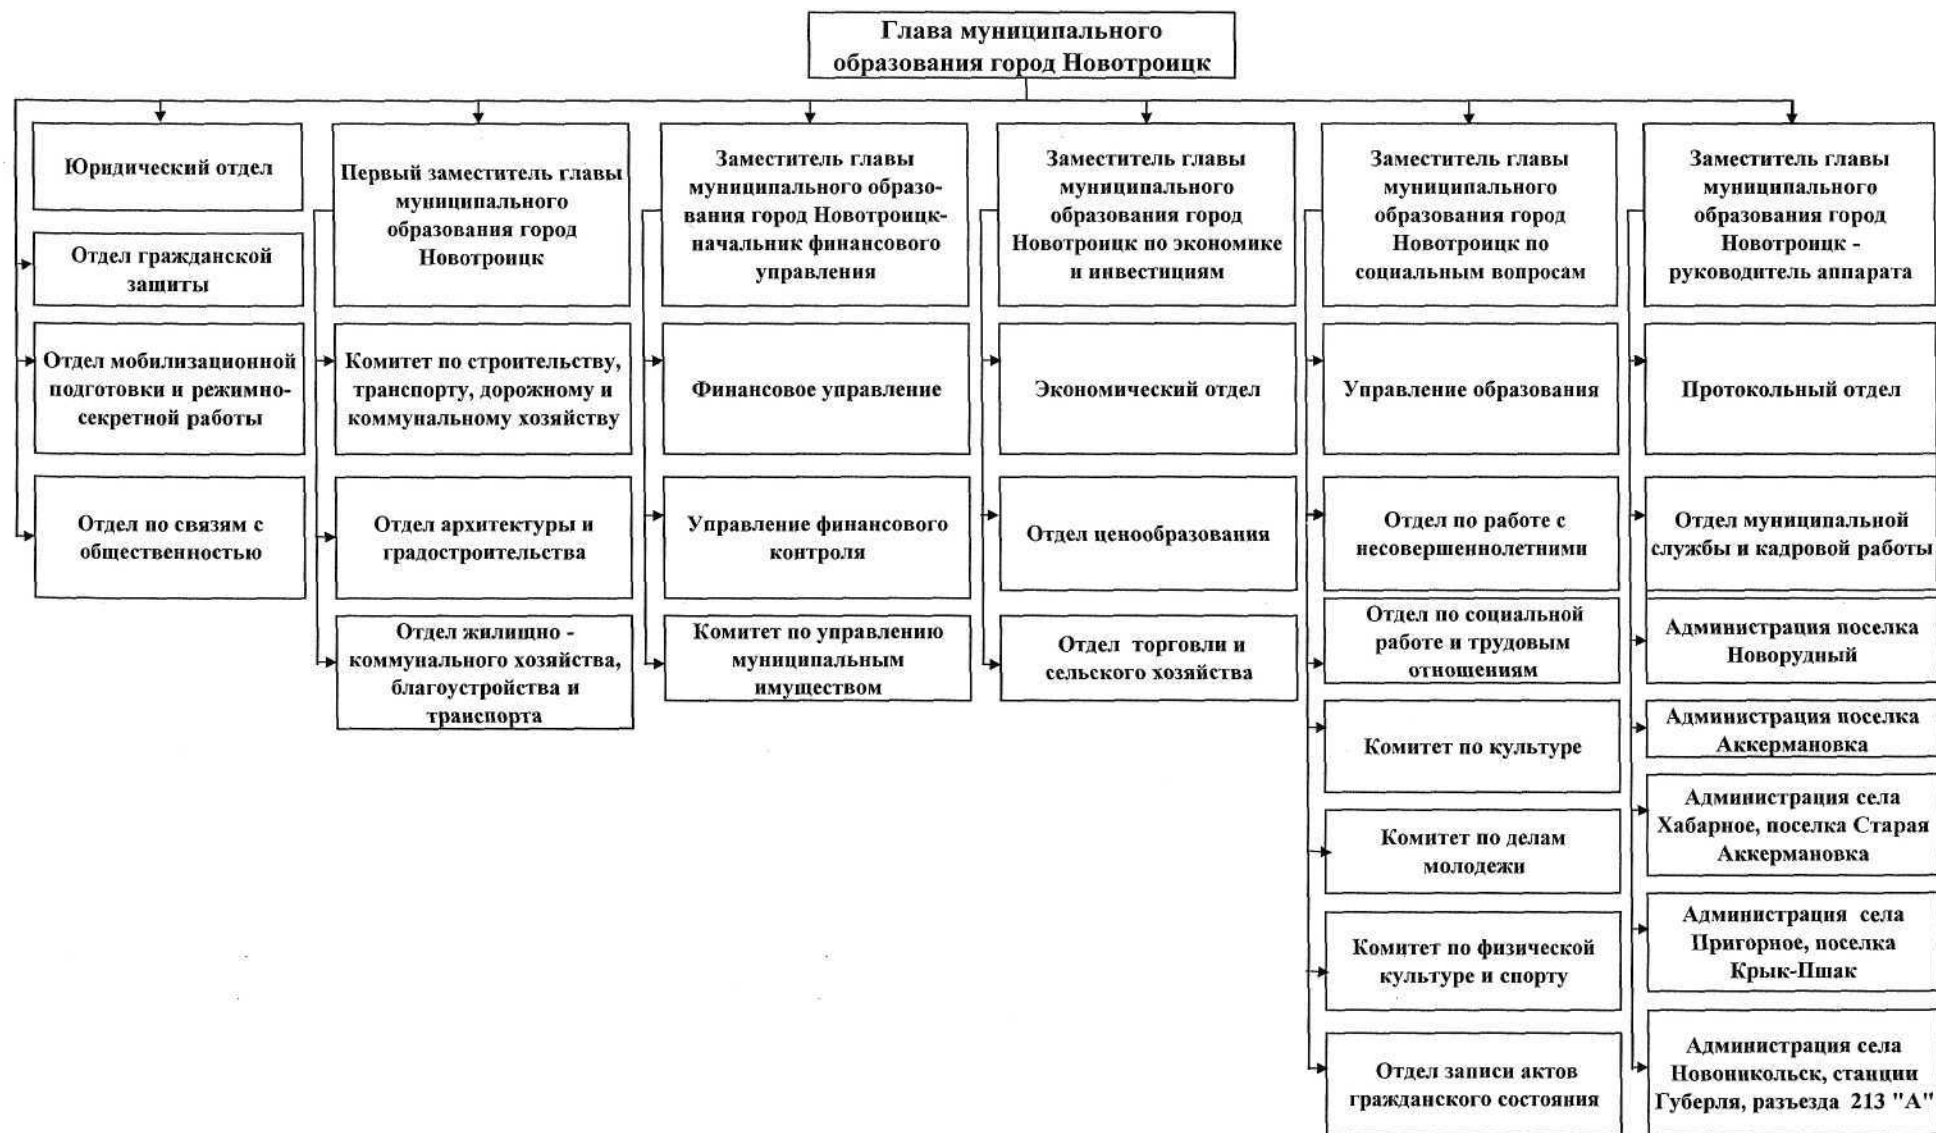 Глава муниципального
образования город Новотроицк
Юридический отдел
Отдел гражданской
защиты
Отдел мобилизационной
подготовки и режимно-
секретной работы
Отдел по связям с
общественностью
Первый заместитель главы
муниципального
образования город
Новотроицк
Комитет по строительству,
транспорту, дорожному и
коммунальному хозяйству
Отдел архитектуры и
градостроительства
Отдел жилищно -
коммунального хозяйства,
благоустройства и
транспорта
Заместитель главы
муниципального образо-
вания город Новотроицк-
начальник финансового
управления
Финансовое управление
Управление финансового
контроля
Комитет по управлению
муниципальным
имуществом
Заместитель главы
муниципального
образования город
Новотроицк по экономике
и инвестициям
Экономический отдел
Отдел ценообразования
Отдел торговли и
сельского хозяйства
Заместитель главы
муниципального
образования город
Новотроицк по
социальным вопросам
Управление образования
Отдел по работе с
несовершеннолетними
Отдел по социальной
работе и трудовым
отношениям
Комитет по культуре
Комитет по делам
молодежи
Комитет по физической
культуре и спорту
Отдел записи актов
гражданского состояния
Заместитель главы
муниципального
образования город
Новотроицк -
руководитель аппарата
Протокольный отдел
Отдел муниципальной
службы и кадровой работы
Администрация поселка
Новорудный
Администрация поселка
Аккермановка
Администрация села
Хабарное, поселка Старая
Аккермановка
Администрация села
Пригорное, поселка
Крык-Пшак
Администрация села
Новоникольск, станции
Губерля, разъезда 213 "А"